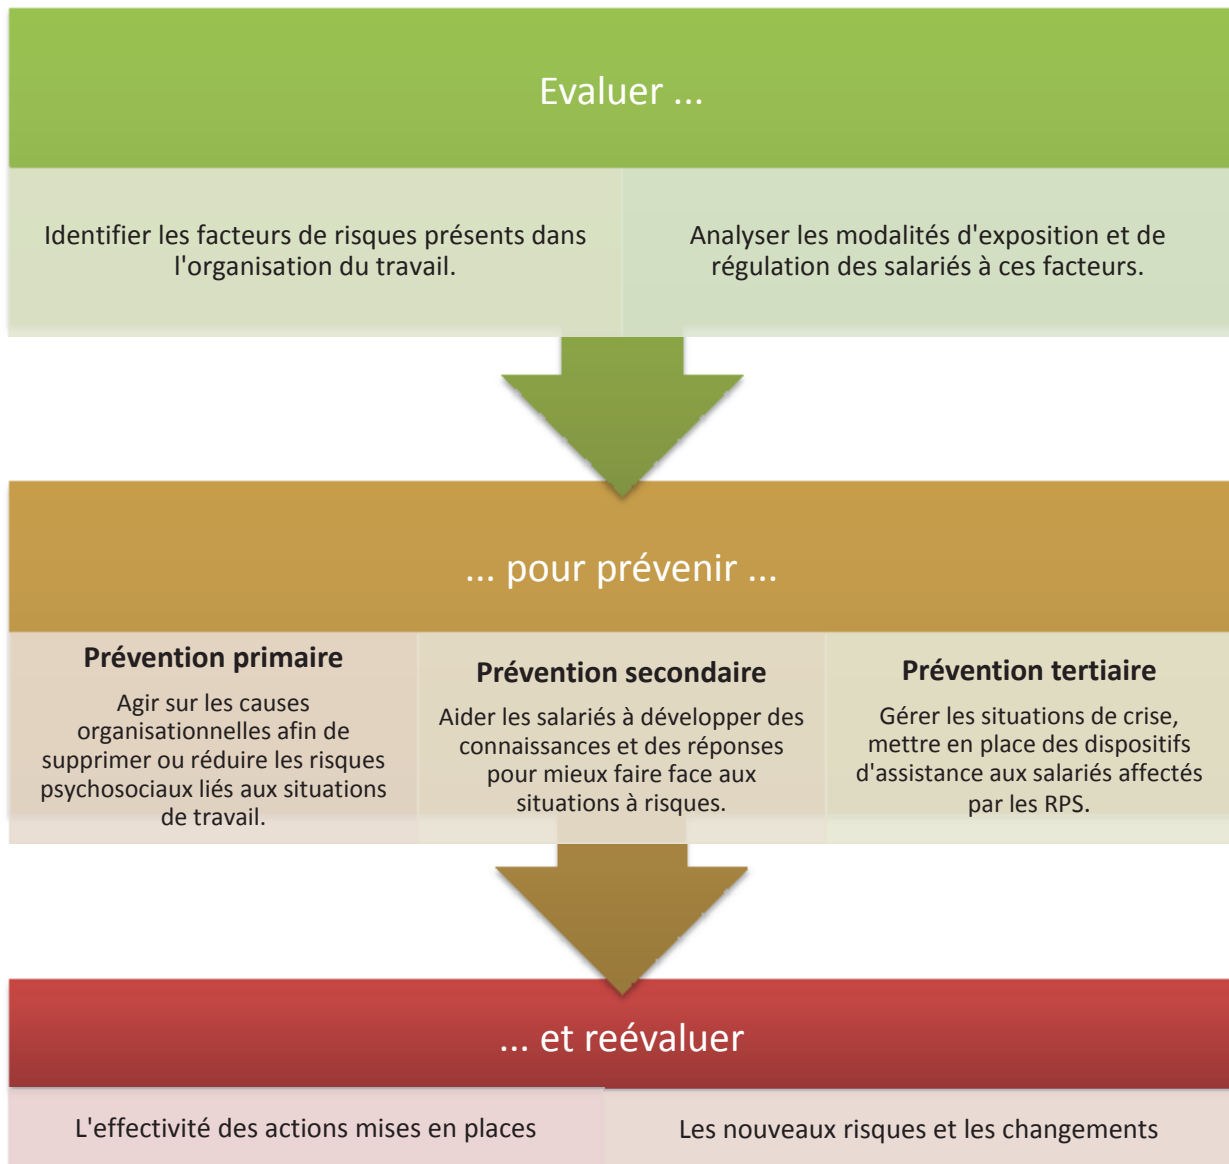 Evaluer ...
Identifier les facteurs de risques présents dans
l'organisation du travail.
Analyser les modalités d'exposition et de
régulation des salariés à ces facteurs.
... pour prévenir ...
Prévention primaire
Agir sur les causes
organisationnelles afin de
supprimer ou réduire les risques
psychosociaux liés aux situations
de travail.
Prévention secondaire
Aider les salariés à développer des
connaissances et des réponses
pour mieux faire face aux
situations à risques.
Prévention tertiaire
Gérer les situations de crise,
mettre en place des dispositifs
d'assistance aux salariés affectés
par les RPS.
... et reévaluer
L'effectivité des actions mises en places
Les nouveaux risques et les changements